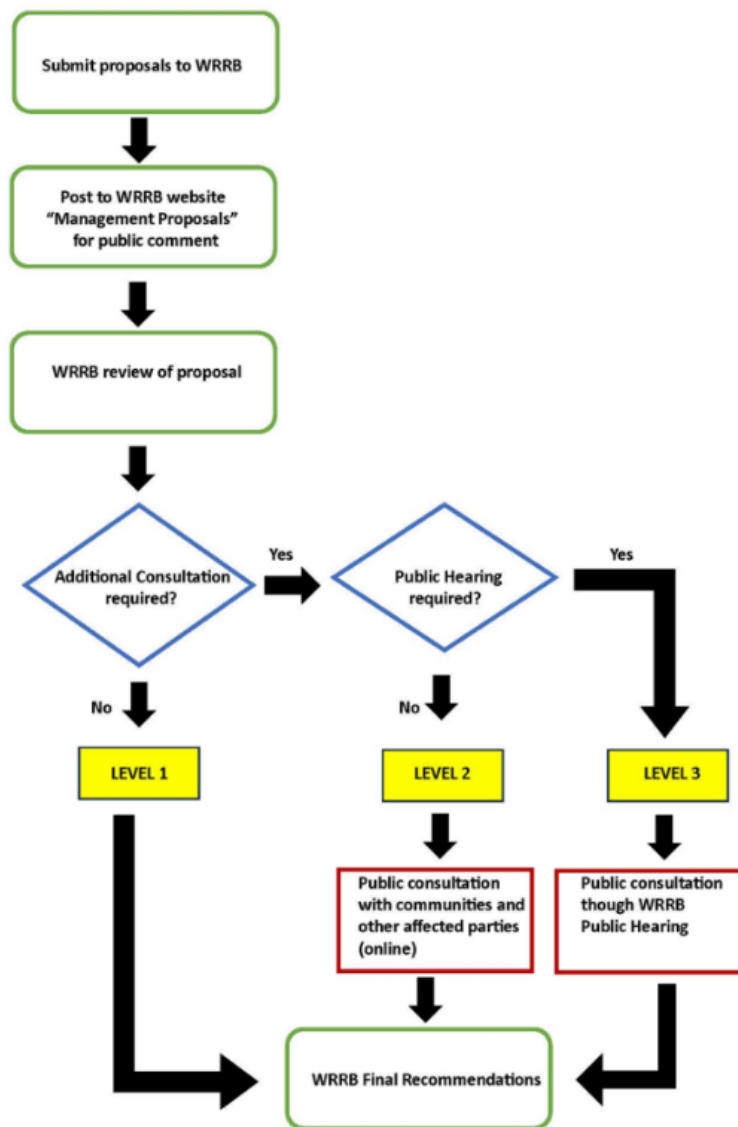 Submit proposals to WRRB
Post to WRRB website
“Management Proposals”
for public comment
WRRB review of proposal
Additional Consultation
required?
Yes
Public Hearing
required?
Yes
No
No
LEVEL 1
LEVEL 2
LEVEL 3
Public consultation
with communities and
other affected parties
(online)
Public consultation
though WRRB
Public Hearing
WRRB Final Recommendations